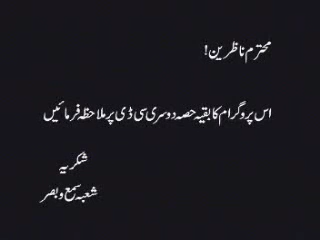 محترم ناظرین!
اس پروگرام کا بقیہ حصہ دوسری سی ڈی پر ملاحظہ فرمائیں
شکریہ
شعبہ سمع و بصر